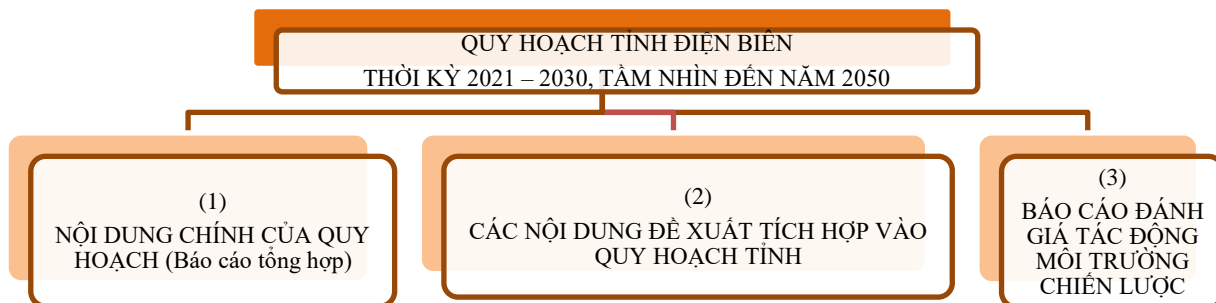 QUY HOẠCH TỈNH ĐIỆN BIÊN
THỜI KỲ 2021 – 2030, TẦM NHÌN ĐẾN NĂM 2050
(1)
NỘI DUNG CHÍNH CỦA QUY
HOẠCH (Báo cáo tổng hợp)
(2)
CÁC NỘI DUNG ĐỀ XUẤT TÍCH HỢP VÀO
QUY HOẠCH TỈNH
(3)
BÁO CÁO ĐÁNH
GIÁ TÁC ĐỘNG
MÔI TRƯỜNG
CHIẾN LƯỢC